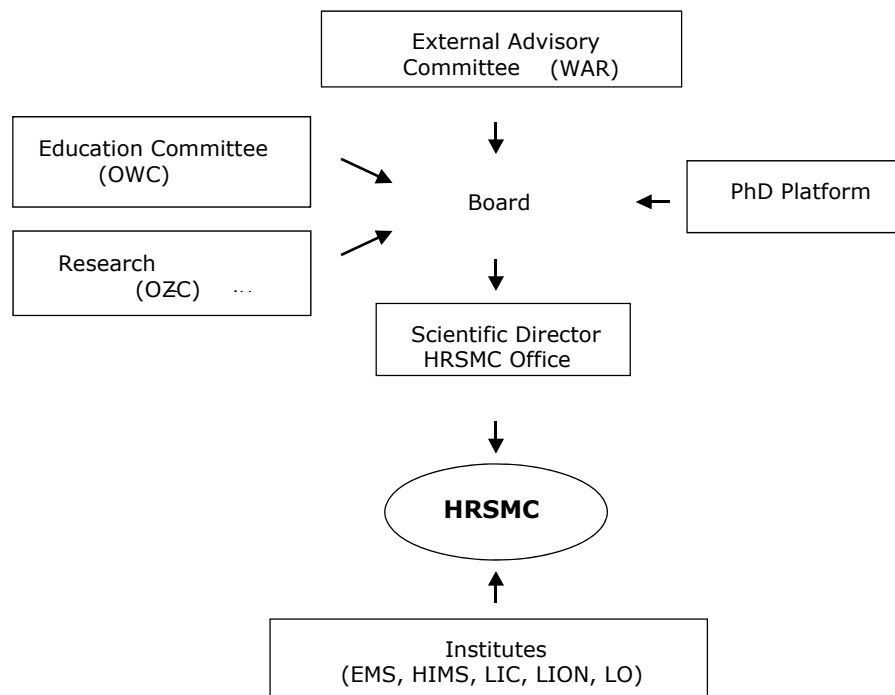 External Advisory
Committee (WAR)
Education Committee
(OWC)
Board
PhD Platform
Research
(OZC)
Scientific Director
HRSMC Office
HRSMC
Institutes
(EMS, HIMS, LIC, LION, LO)